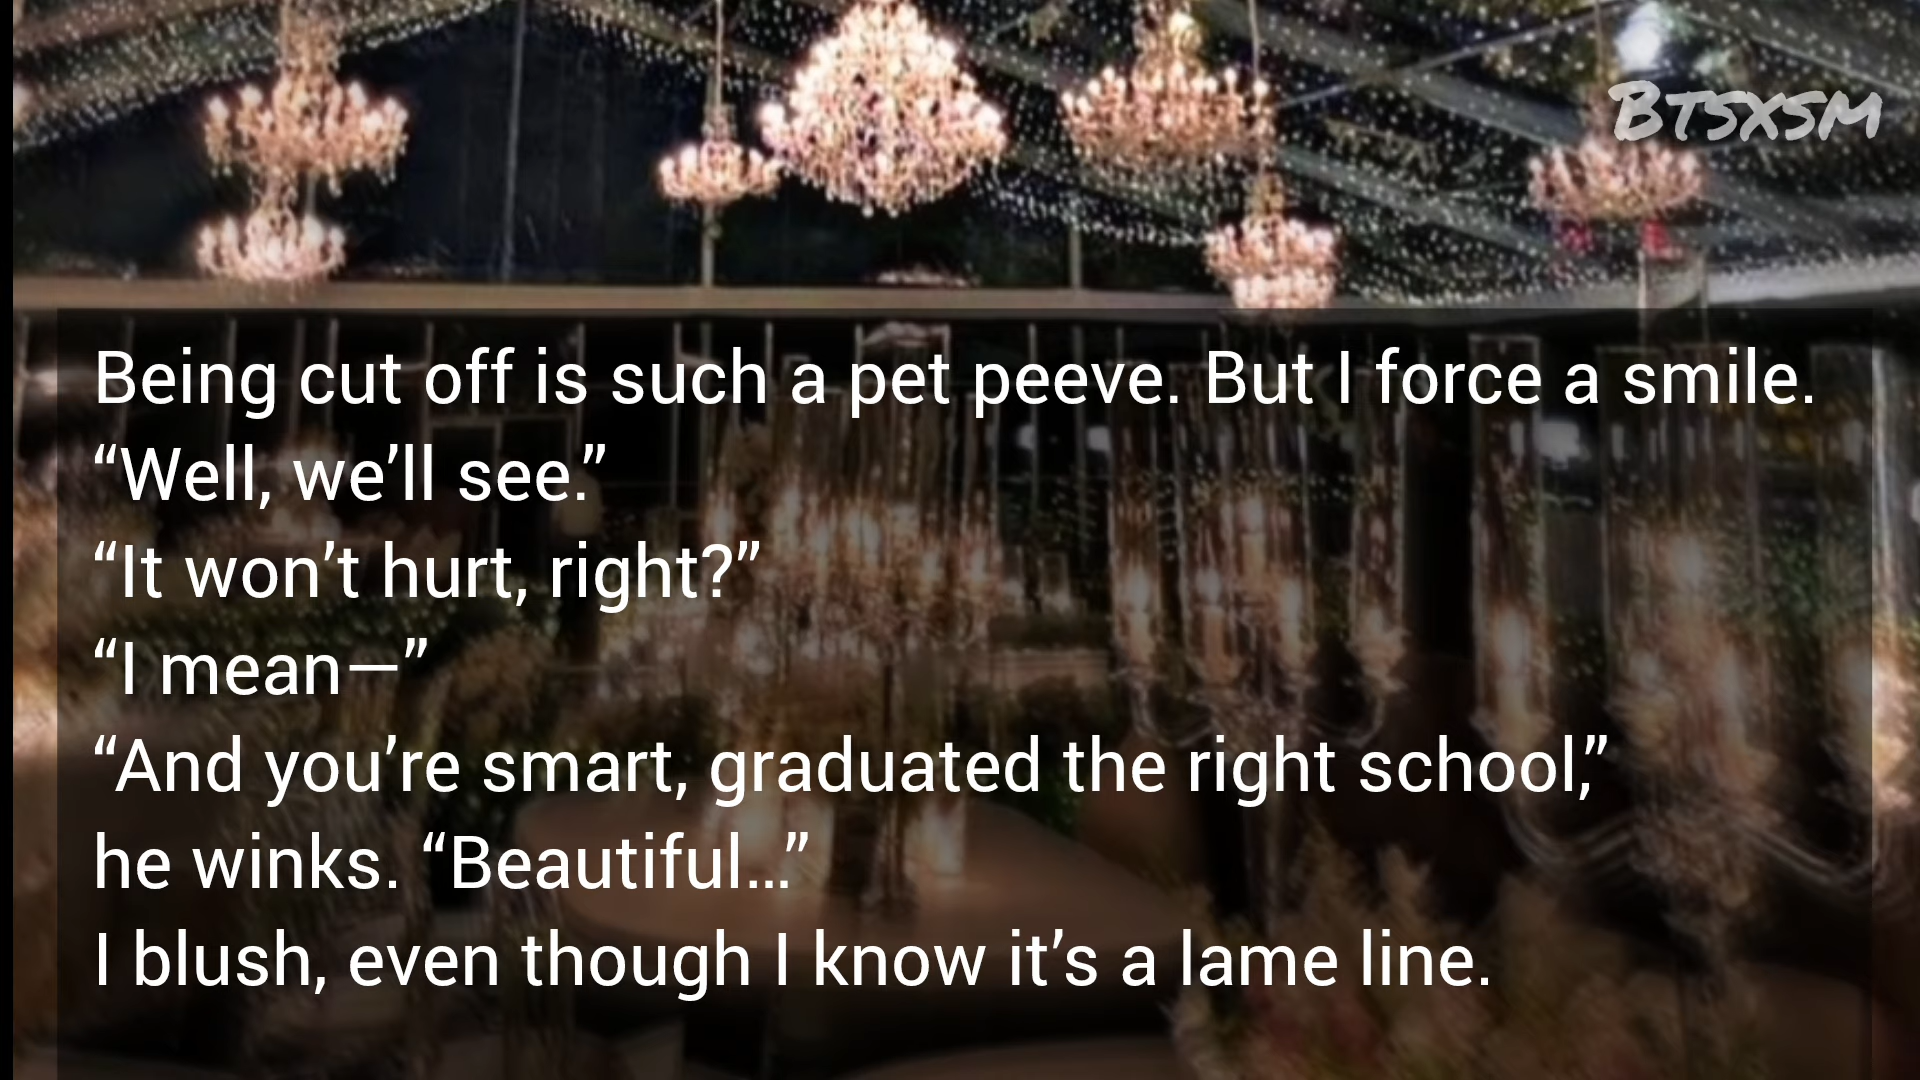 BTSXSM
Being cut off is such a pet peeve. But I force a smile.
“Well, we’ll see.”
“It won’t hurt, right?”
“I mean—”
“And you’re smart, graduated the right school,”
he winks. “Beautiful…”
I blush, even though I know it’s a lame line.